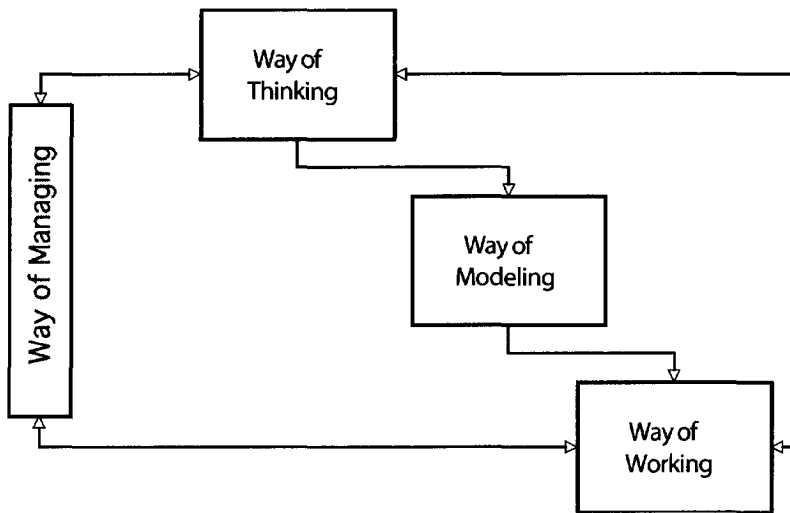 Way of
Thinking
Way of Managing
Way of
Modeling
Way of
Working